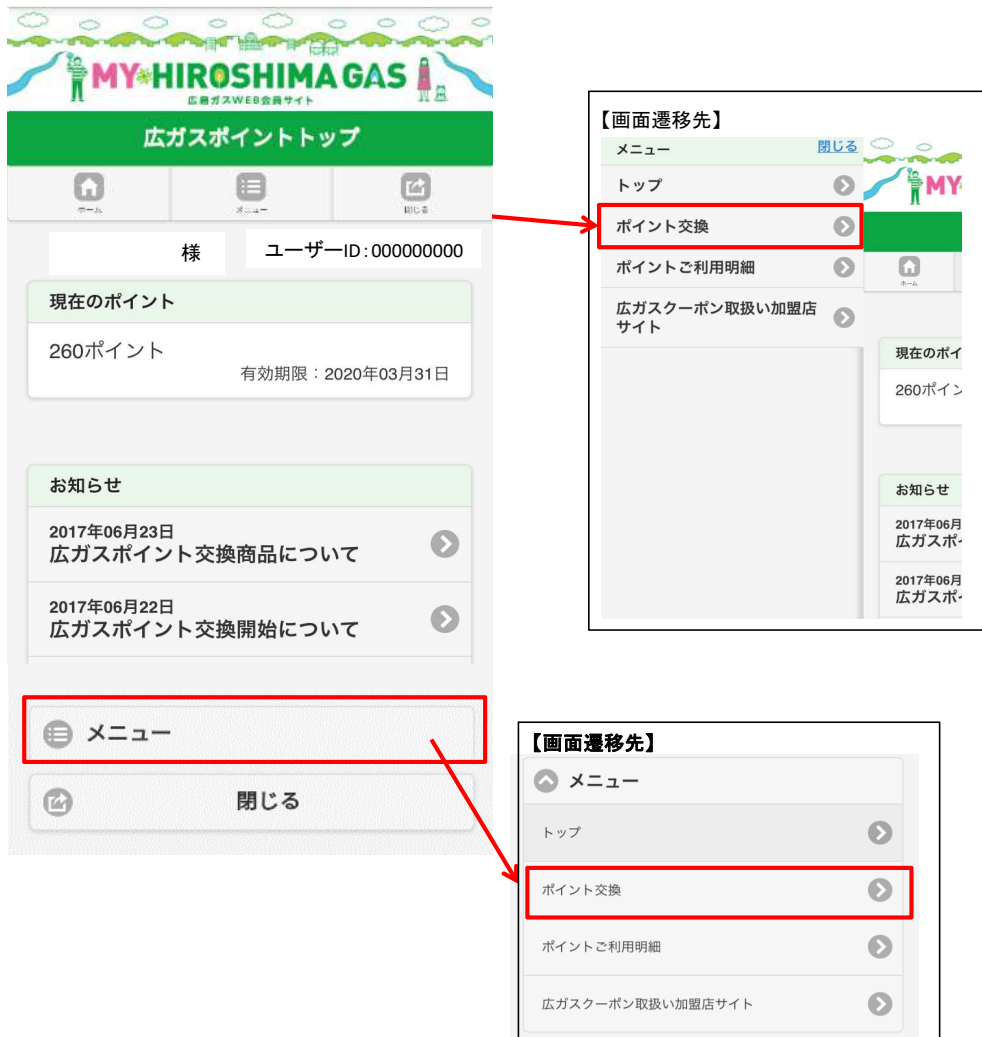 MY HIROSHIMA GAS
広島ガスWEB会員サイト
広ガスポイントトップ
ホーム
メニュー
閉じる
様
ユーザーID:000000000
現在のポイント
260ポイント
有効期限：2020年03月31日
お知らせ
2017年06月23日
広ガスポイント交換商品について
2017年06月22日
広ガスポイント交換開始について
メニュー
閉じる
【画面遷移先】
メニュー
閉じる
トップ
ポイント交換
ポイントご利用明細
広ガスクーポン取扱い加盟店
サイト
MY
ホーム
現在のポイ
260ポイン
お知らせ
2017年06月
広ガスポイ
2017年06月
広ガスポイ
【画面遷移先】
メニュー
トップ
ポイント交換
ポイントご利用明細
広ガスクーポン取扱い加盟店サイト